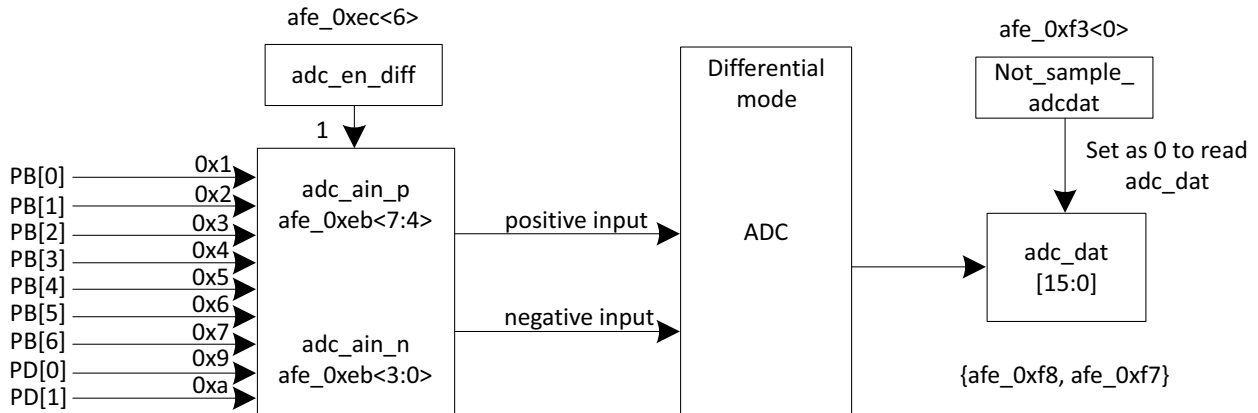 afe_0xec<6>
adc_en_diff
1
afe_0xf3<0>
Not_sample_
adcdat
Set as 0 to read
adc_dat
PB[0] 0x1
PB[1] 0x2
PB[2] 0x3
PB[3] 0x4
PB[4] 0x5
PB[5] 0x6
PB[6] 0x7
PD[0] 0x9
PD[1] 0xa
adc_ain_p
afe_0xeb<7:4>
adc_ain_n
afe_0xeb<3:0>
positive input
negative input
Differential
mode
ADC
adc_dat
[15:0]
{afe_0xf8, afe_0xf7}